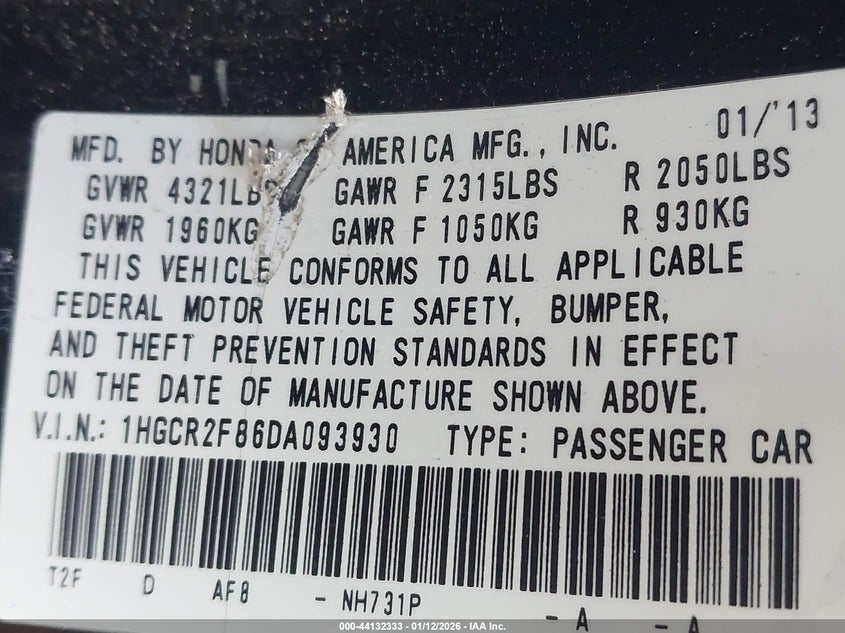 MFD. BY HONDA AMERICA MFG., INC. 01/'13
GVWR 4321LBS GAWR F 2315LBS R 2050LBS
GVWR 1960KG GAWR F 1050KG R 930KG
THIS VEHICLE CONFORMS TO ALL APPLICABLE
FEDERAL MOTOR VEHICLE SAFETY, BUMPER,
AND THEFT PREVENTION STANDARDS IN EFFECT
ON THE DATE OF MANUFACTURE SHOWN ABOVE.
V.I.N.: 1HGCR2F86DA093930 TYPE: PASSENGER CAR
T2F D AF8 - NH731P - A - A
000-44132333 - 01/12/2026 - IAA Inc.